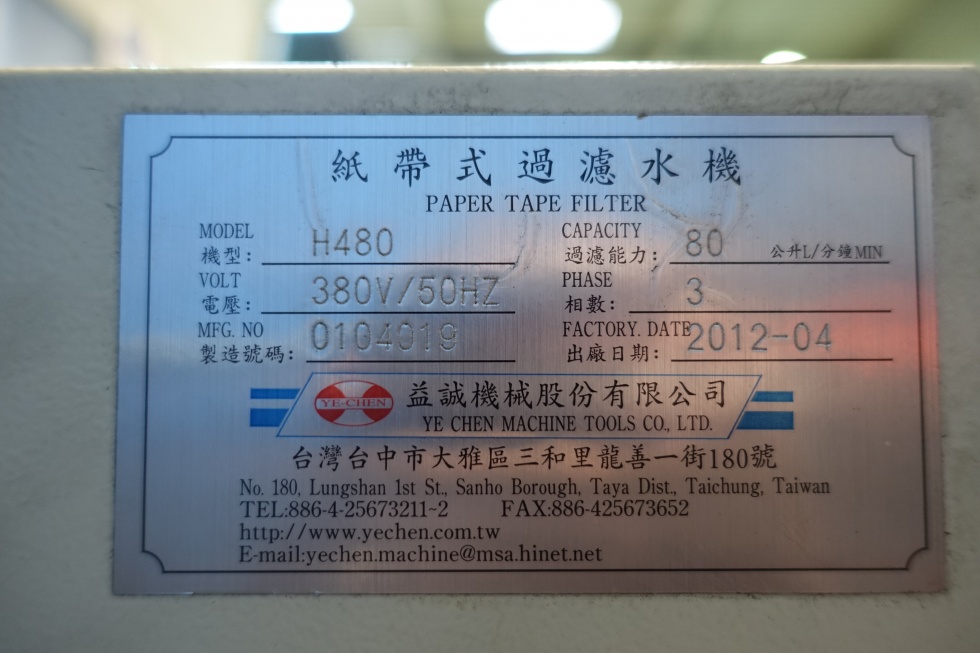 紙帶式過濾水機
PAPER TAPE FILTER
MODEL
機型: H480
CAPACITY
過濾能力: 80 公升L/分鐘MIN
VOLT
電壓: 380V/50HZ
PHASE
相數: 3
MFG. NO
製造號碼: 0104019
FACTORY. DATE
出廠日期: 2012-04
YE-CHEN
益誠機械股份有限公司
YE CHEN MACHINE TOOLS CO., LTD.
台灣台中市大雅區三和里龍善一街180號
No. 180, Lungshan 1st St., Sanho Borough, Taya Dist., Taichung, Taiwan
TEL:886-4-25673211~2 FAX:886-425673652
http://www.yechen.com.tw
E-mail:yechen.machine@msa.hinet.net